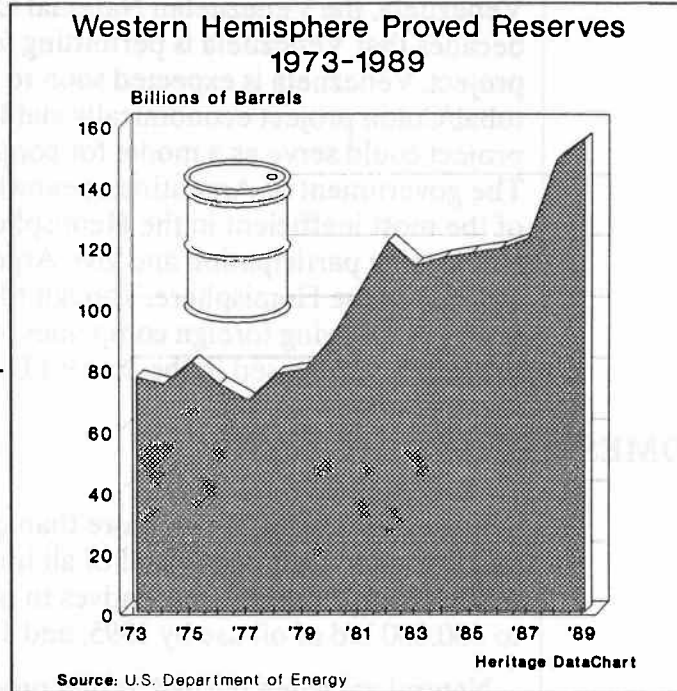 Western Hemisphere Proved Reserves
1973-1989
Billions of Barrels
160
140
120
100
80
60
40
20
0
'73 '75 '77 '79 '81 '83 '85 '87 '89
Heritage DataChart
Source: U.S. Department of Energy